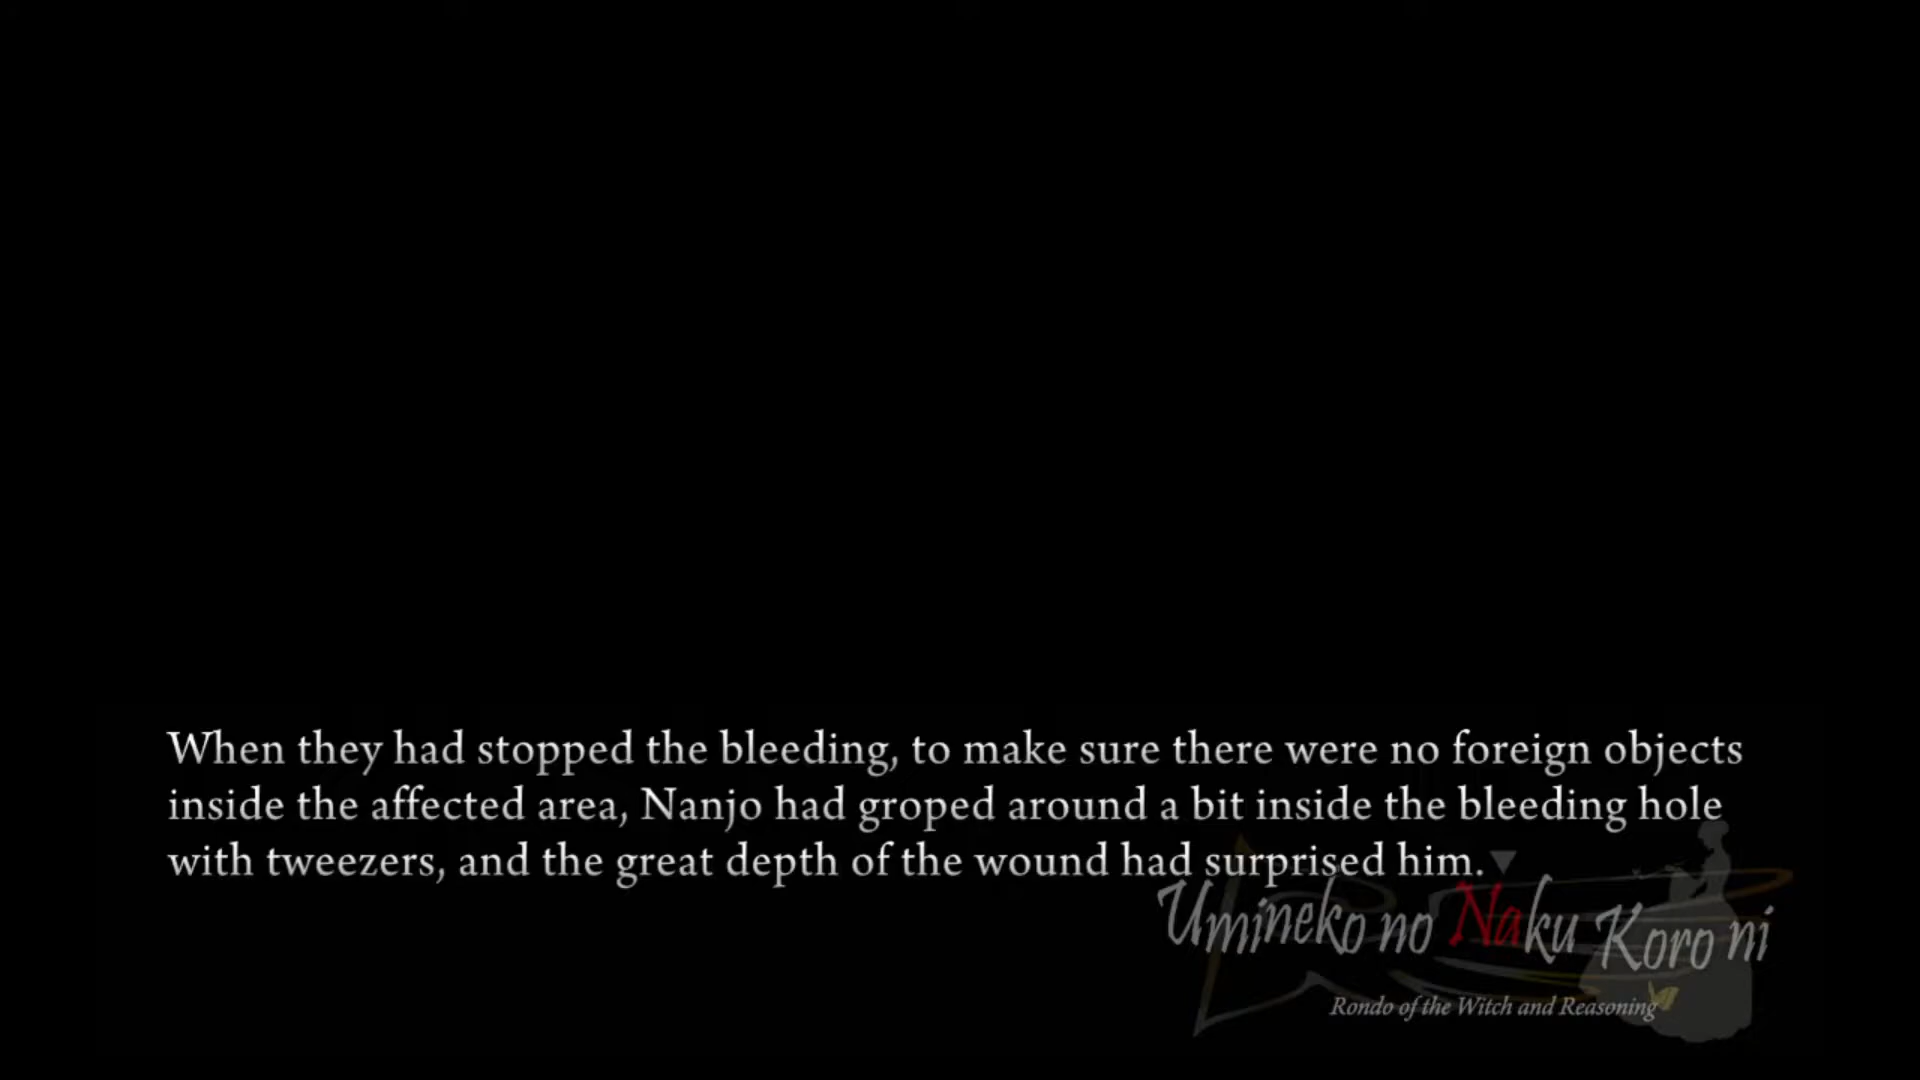 When they had stopped the bleeding, to make sure there were no foreign objects
inside the affected area, Nanjo had groped around a bit inside the bleeding hole
with tweezers, and the great depth of the wound had surprised him.
Umineko no Naku Koro ni
Rondo of the Witch and Reasoning